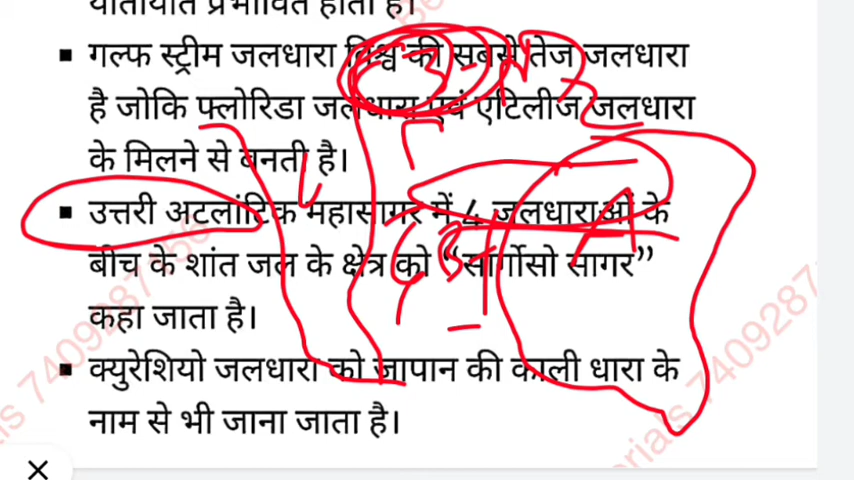 यातायात प्रभावित होता है।
▪ गल्फ स्ट्रीम जलधारा विश्व की सबसे तेज जलधारा
है जोकि फ्लोरिडा जलधारा एवं एंटिलीज जलधारा
के मिलने से बनती है।
▪ उत्तरी अटलांटिक महासागर में 4 जलधाराओं के
बीच के शांत जल के क्षेत्र को “सार्गोसो सागर”
कहा जाता है।
▪ क्युरेशियो जलधारा को जापान की काली धारा के
नाम से भी जाना जाता है।